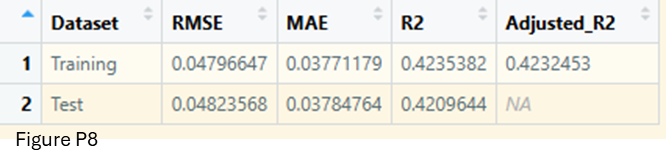 Dataset RMSE MAE R2 Adjusted_R2
1 Training 0.04796647 0.03771179 0.4235382 0.4232453
2 Test 0.04823568 0.03784764 0.4209644 NA
Figure P8